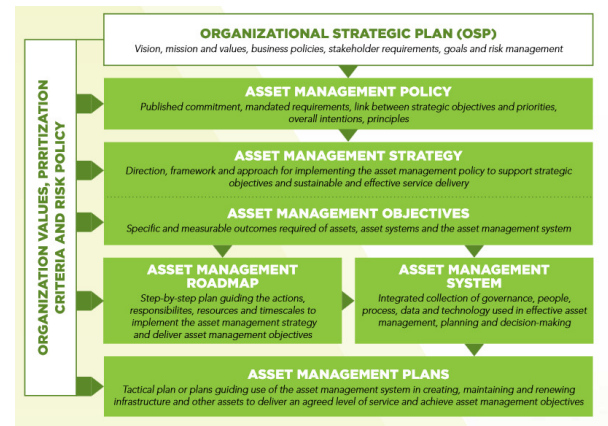 ORGANIZATIONAL STRATEGIC PLAN (OSP)
Vision, mission and values, business policies, stakeholder requirements, goals and risk management
ORGANIZATION VALUES, PRRITIZATION
CRITERIA AND RISK POLICY
ASSET MANAGEMENT POLICY
Published commitment, mandated requirements, link between strategic objectives and priorities,
overall intentions, principles
ASSET MANAGEMENT STRATEGY
Direction, framework and approach for implementing the asset management policy to support strategic
objectives and sustainable and effective service delivery
ASSET MANAGEMENT OBJECTIVES
Specific and measurable outcomes required of assets, asset systems and the asset management system
ASSET MANAGEMENT
ROADMAP
Step-by-step plan guiding the actions,
responsibilites, resources and timescales to
implement the asset management strategy
and deliver asset management objectives
ASSET MANAGEMENT
SYSTEM
Integrated collection of governance, people,
process, data and technology used in effective asset
management, planning and decision-making
ASSET MANAGEMENT PLANS
Tactical plan or plans guiding use of the asset management system in creating, maintaining and renewing
infrastructure and other assets to deliver an agreed level of service and achieve asset management objectives